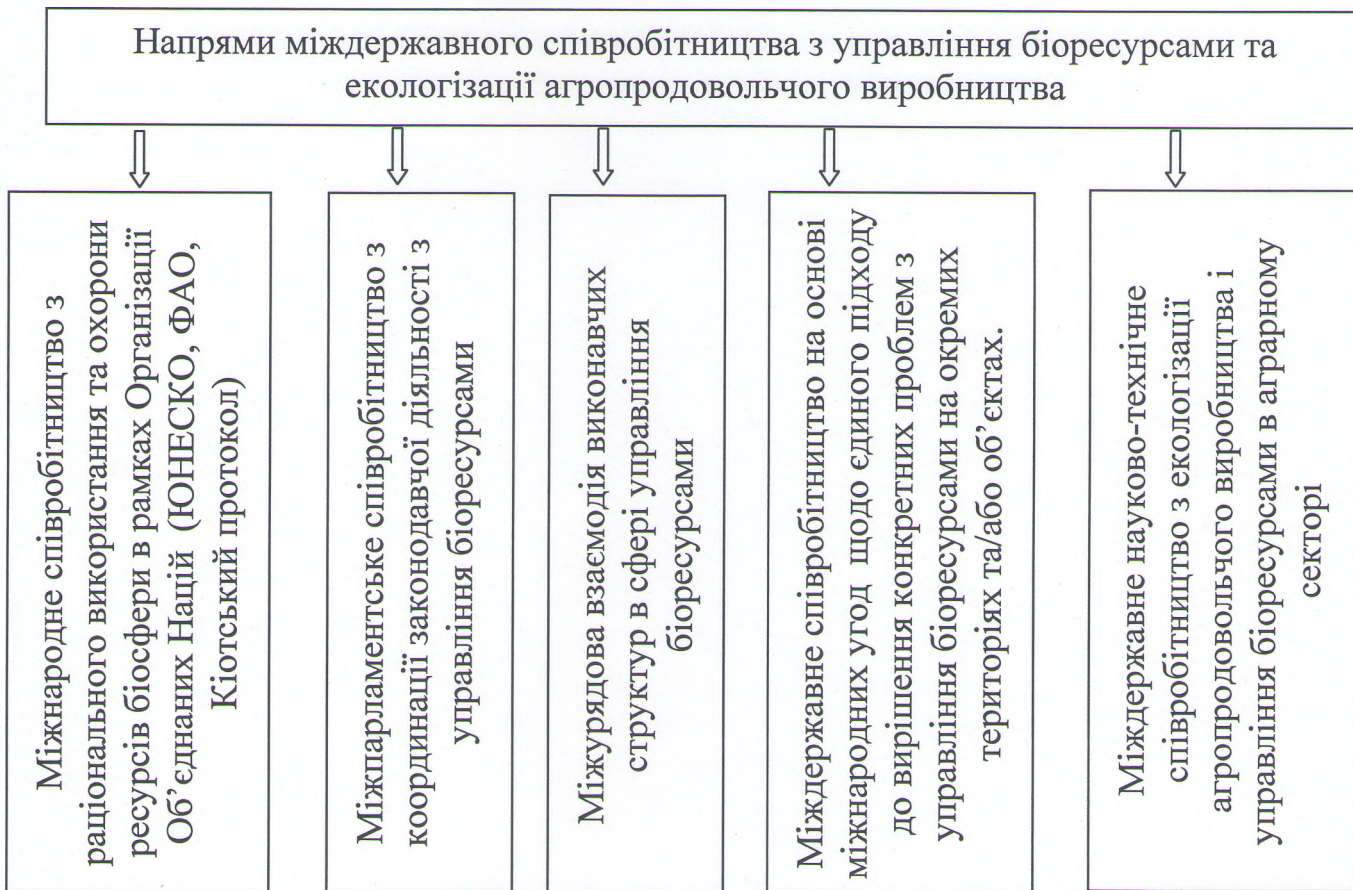 Напрями міждержавного співробітництва з управління біоресурсами та
екологізації агропродовольчого виробництва
Міжнародне співробітництво з
раціонального використання та охорони
ресурсів біосфери в рамках Організації
Об’єднаних Націй (ЮНЕСКО, ФАО,
Кіотський протокол)
Міжпарламентське співробітництво з
координації законодавчої діяльності з
управління біоресурсами
Міжурядова взаємодія виконавчих
структур в сфері управління
біоресурсами
Міждержавне співробітництво на основі
міжнародних угод щодо єдиного підходу
до вирішення конкретних проблем з
управління біоресурсами на окремих
територіях та/або об’єктах.
Міждержавне науково-технічне
співробітництво з екологізації
агропродовольчого виробництва і
управління біоресурсами в аграрному
секторі